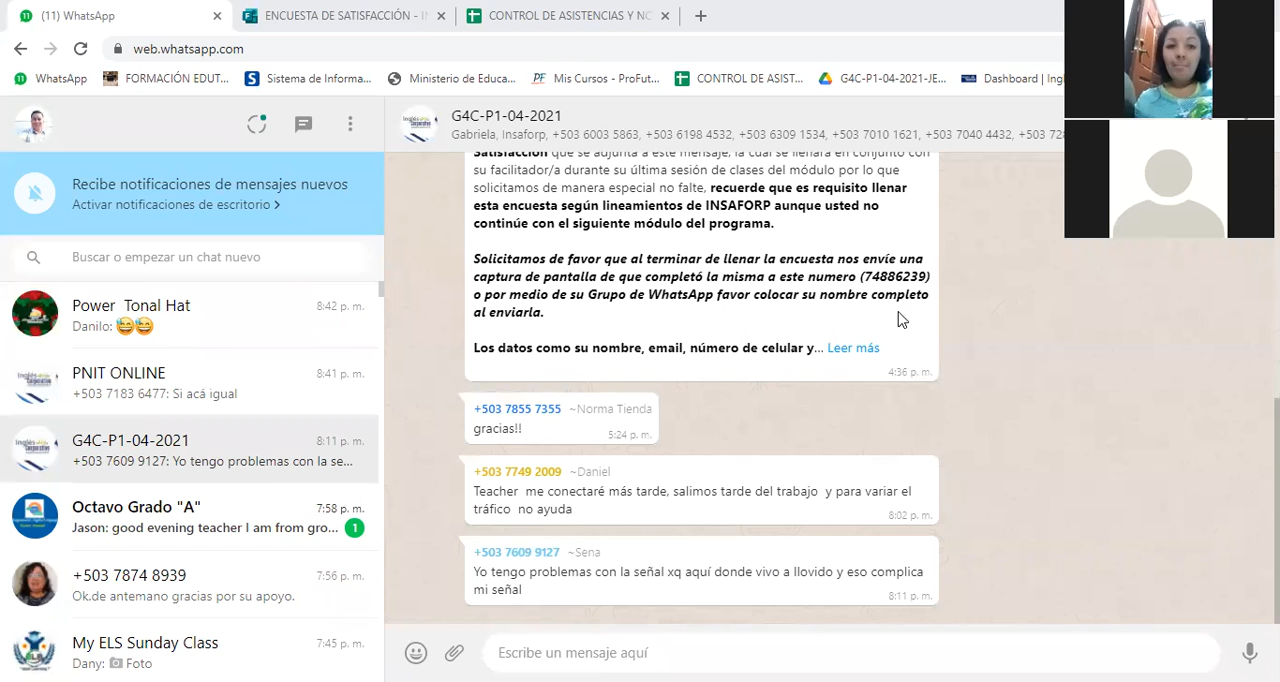 (11) WhatsApp
ENCUESTA DE SATISFACCIÓN - I
CONTROL DE ASISTENCIAS Y NO
web.whatsapp.com
WhatsApp
FORMACIÓN EDUT...
Sistema de Informa...
Ministerio de Educa...
Mis Cursos - ProFut...
CONTROL DE ASIST...
G4C-P1-04-2021-JE...
Dashboard | Ingl
G4C-P1-04-2021
Gabriela, Insaforp, +503 6003 5863, +503 6198 4532, +503 6309 1534, +503 7010 1621, +503 7040 4432, +503 728
Recibe notificaciones de mensajes nuevos
Activar notificaciones de escritorio >
Buscar o empezar un chat nuevo
Power Tonal Hat
8:42 p. m.
Danilo: 😅😅
PNIT ONLINE
8:41 p. m.
+503 7183 6477: Si acá igual
G4C-P1-04-2021
8:11 p. m.
+503 7609 9127: Yo tengo problemas con la se...
Octavo Grado "A"
7:58 p. m.
Jason: good evening teacher I am from gro...
1
+503 7874 8939
7:56 p. m.
Ok.de antemano gracias por su apoyo.
My ELS Sunday Class
7:45 p. m.
Dany: Foto
Satisfacción que se adjunta a este mensaje, la cual se llenará en conjunto con
su facilitador/a durante su última sesión de clases del módulo por lo que
solicitamos de manera especial no falte, recuerde que es requisito llenar
esta encuesta según lineamientos de INSAFORP aunque usted no
continúe con el siguiente módulo del programa.
Solicitamos de favor que al terminar de llenar la encuesta nos envíe una
captura de pantalla de que completó la misma a este numero (74886239)
o por medio de su Grupo de WhatsApp favor colocar su nombre completo
al enviarla.
Los datos como su nombre, email, número de celular y... Leer más
4:36 p. m.
+503 7855 7355 ~Norma Tienda
gracias!!
5:24 p. m.
+503 7749 2009 ~Daniel
Teacher me conectaré más tarde, salimos tarde del trabajo y para variar el
tráfico no ayuda
8:02 p. m.
+503 7609 9127 ~Sena
Yo tengo problemas con la señal xq aquí donde vivo a llovido y eso complica
mi señal
8:11 p. m.
Escribe un mensaje aquí